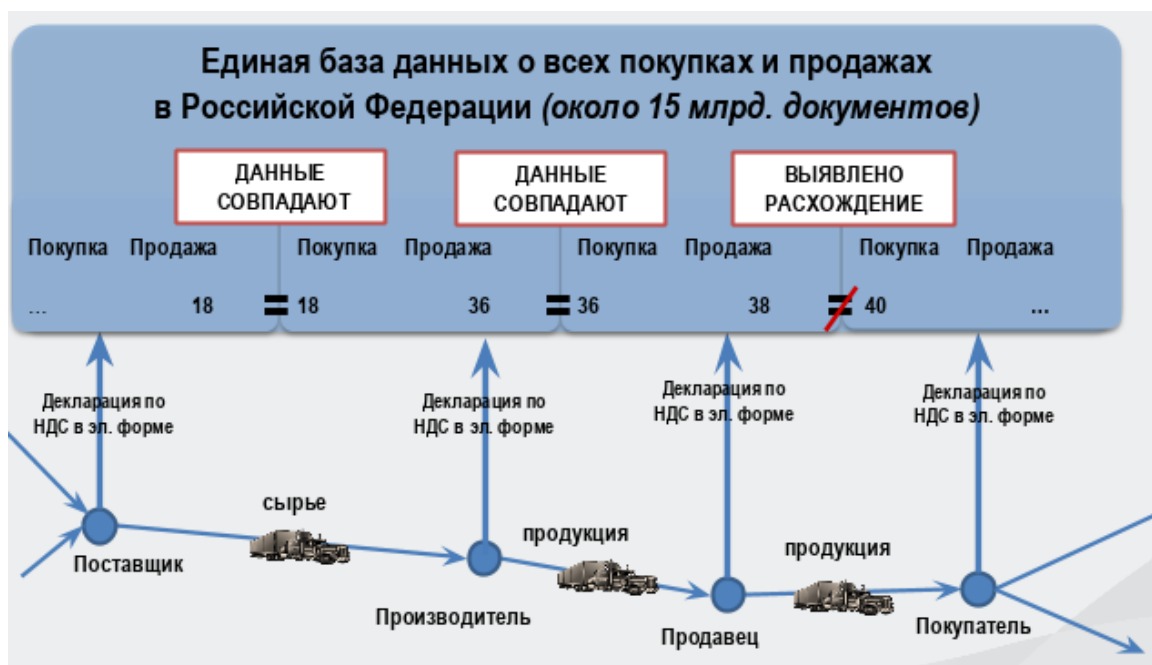 Единая база данных о всех покупках и продажах
в Российской Федерации (около 15 млрд. документов)
ДАННЫЕ
СОВПАДАЮТ
ДАННЫЕ
СОВПАДАЮТ
ВЫЯВЛЕНО
РАСХОЖДЕНИЕ
Покупка Продажа Покупка Продажа Покупка Продажа Покупка Продажа
... 18 = 18 36 = 36 38 = 40 ...
Декларация по
НДС в эл. форме
Декларация по
НДС в эл. форме
Декларация по
НДС в эл. форме
Декларация по
НДС в эл. форме
сырье
продукция
продукция
Поставщик
Производитель
Продавец
Покупатель